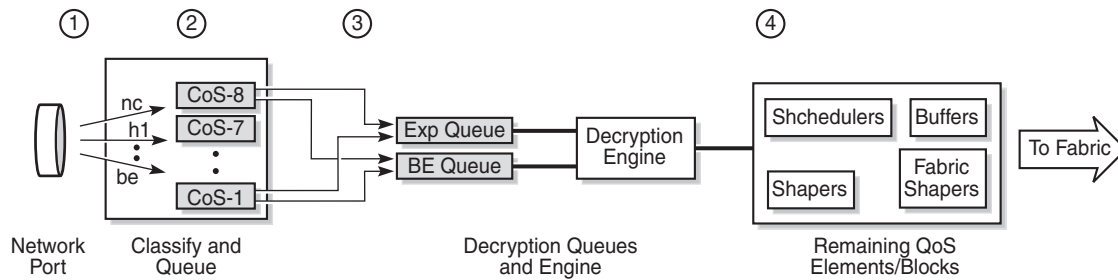 1
2
3
4
nc
h1
be
CoS-8
CoS-7
CoS-1
Exp Queue
BE Queue
Decryption
Engine
Shchedulers
Buffers
Shapers
Fabric
Shapers
To Fabric
Network
Port
Classify and
Queue
Decryption Queues
and Engine
Remaining QoS
Elements/Blocks